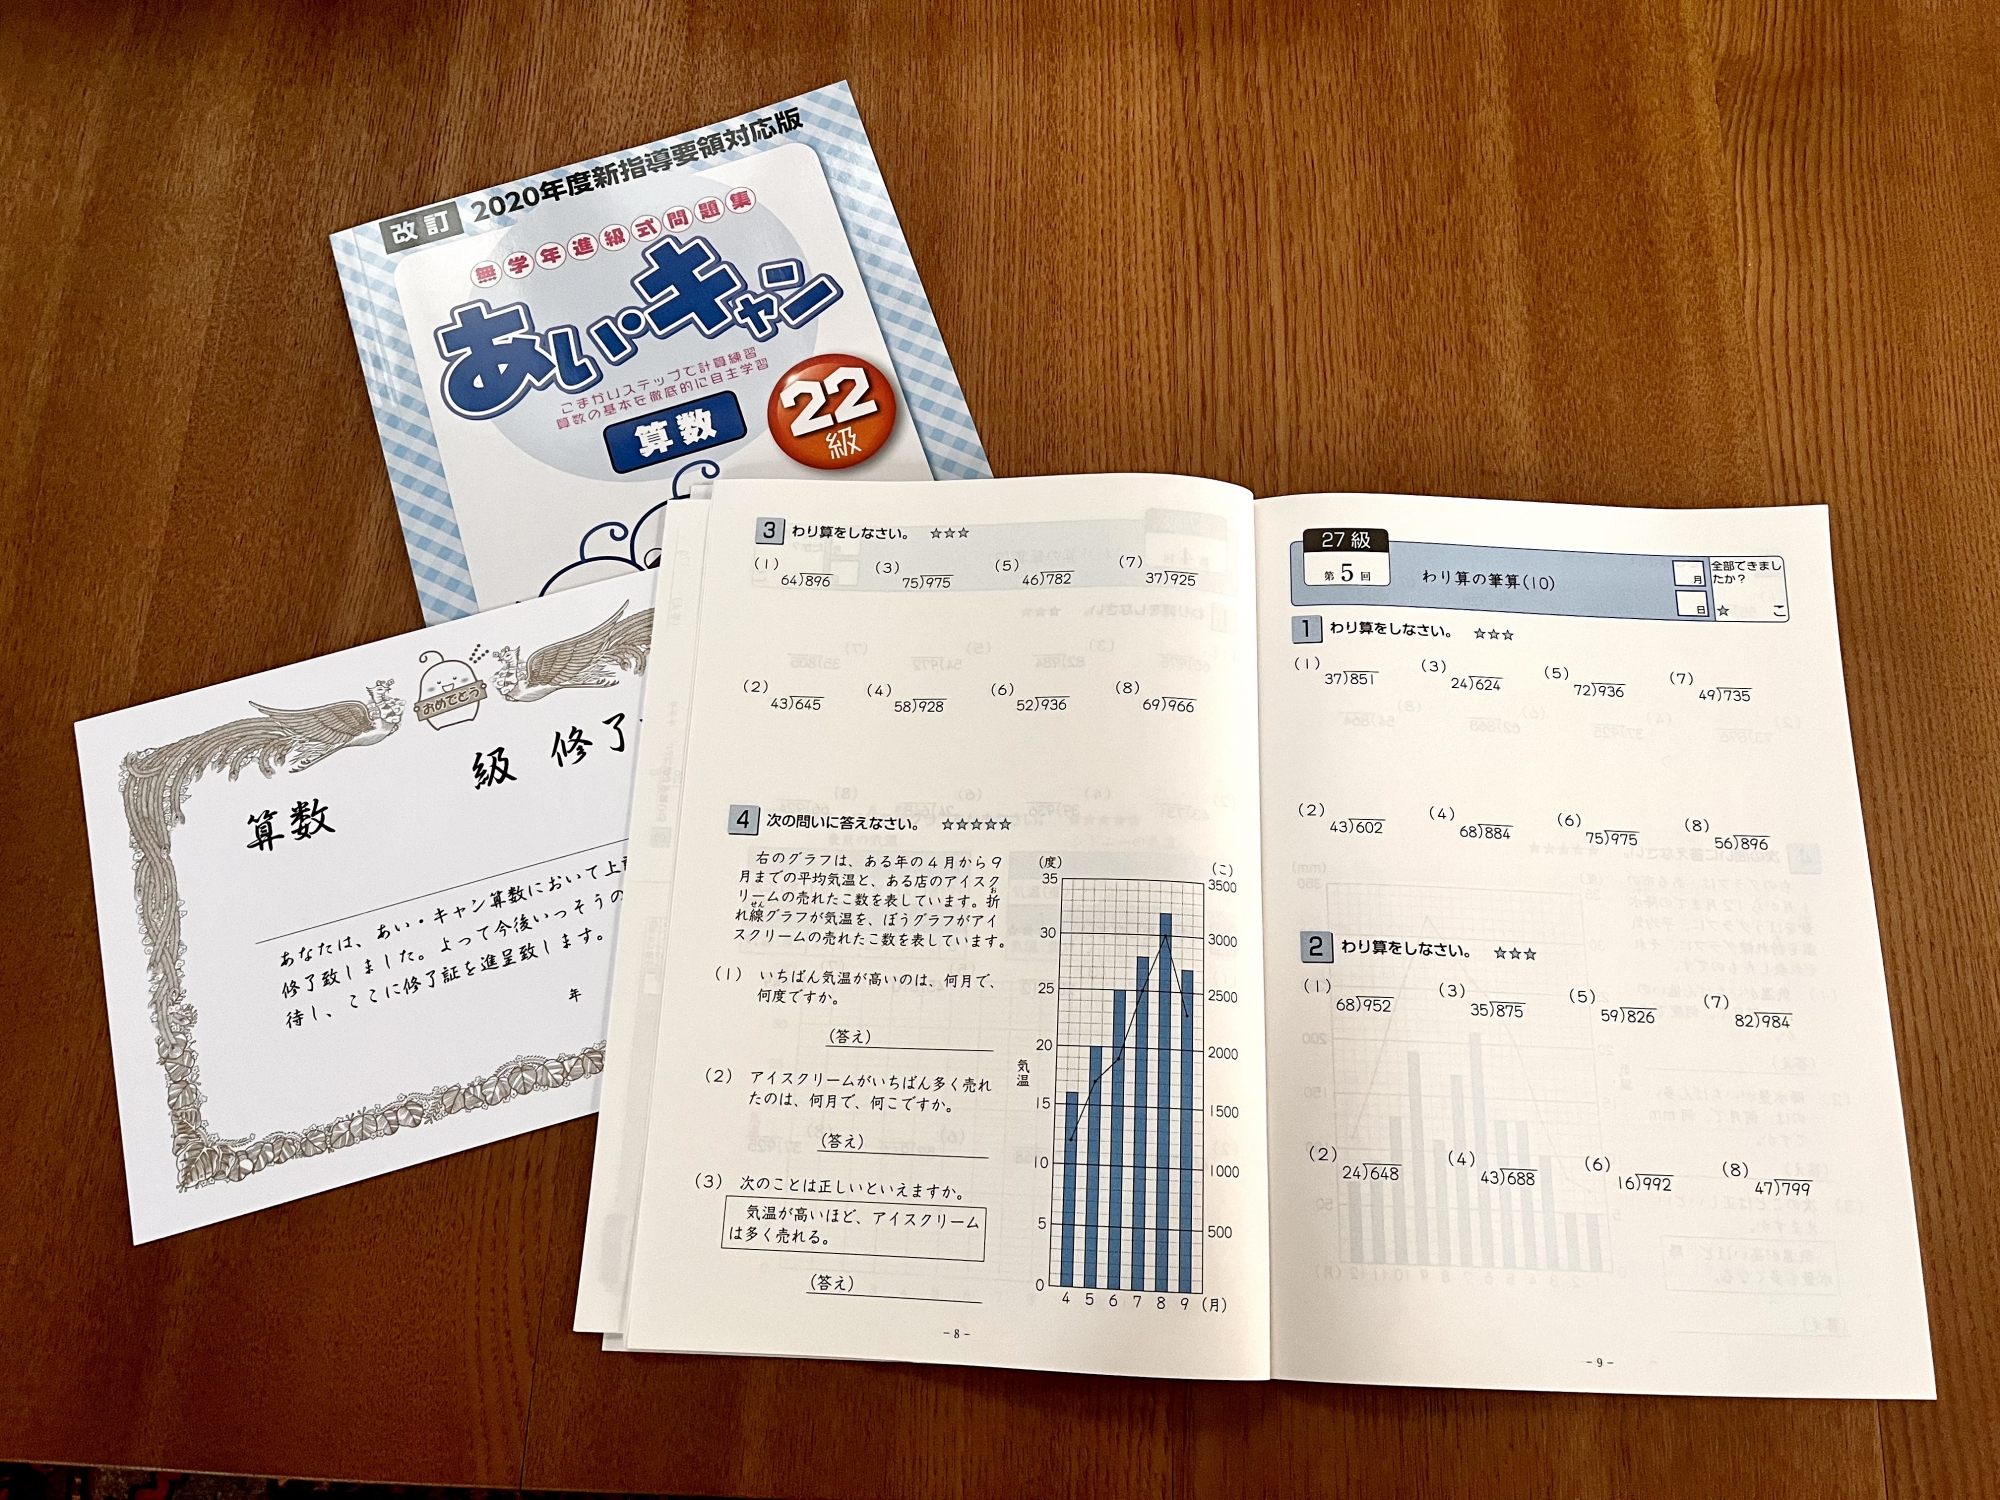 改訂 2020年度新指導要領対応版
無学年進級式問題集
あい・キャン
こまかいステップで計算練習
算数の基本を徹底的に自主学習
算数
22
級
おめでとう
級 修了
算数
あなたは、あい・キャン算数において上
修了致しました。よって今後いっそうの
待し、ここに修了証を進呈致します。
年
3 わり算をしなさい。 ☆☆☆
(1) 64)896 (3) 75)975 (5) 46)782 (7) 37)925
(2) 43)645 (4) 58)928 (6) 52)936 (8) 69)966
4 次の問いに答えなさい。 ☆☆☆☆☆
右のグラフは、ある年の4月から9
月までの平均気温と、ある店のアイスク
リームの売れたこ数を表しています。折
れ線グラフが気温を、ぼうグラフがアイ
スクリームの売れたこ数を表しています。
(1) いちばん気温が高いのは、何月で、
何度ですか。
(答え)
(2) アイスクリームがいちばん多く売れ
たのは、何月で、何こですか。
(答え)
(3) 次のことは正しいといえますか。
気温が高いほど、アイスクリーム
は多く売れる。
(答え)
(度) (こ)
35 3500
30 3000
25 2500
20 2000
気温
15 1500
10 1000
5 500
0
4 5 6 7 8 9 (月)
- 8 -
27級
第5回 わり算の筆算(10)
月
日
全部できまし
たか?
☆ こ
1 わり算をしなさい。 ☆☆☆
(1) 37)851 (3) 24)624 (5) 72)936 (7) 49)735
(2) 43)602 (4) 68)884 (6) 75)975 (8) 56)896
2 わり算をしなさい。 ☆☆☆
(1) 68)952 (3) 35)875 (5) 59)826 (7) 82)984
(2) 24)648 (4) 43)688 (6) 16)992 (8) 47)799
- 9 -